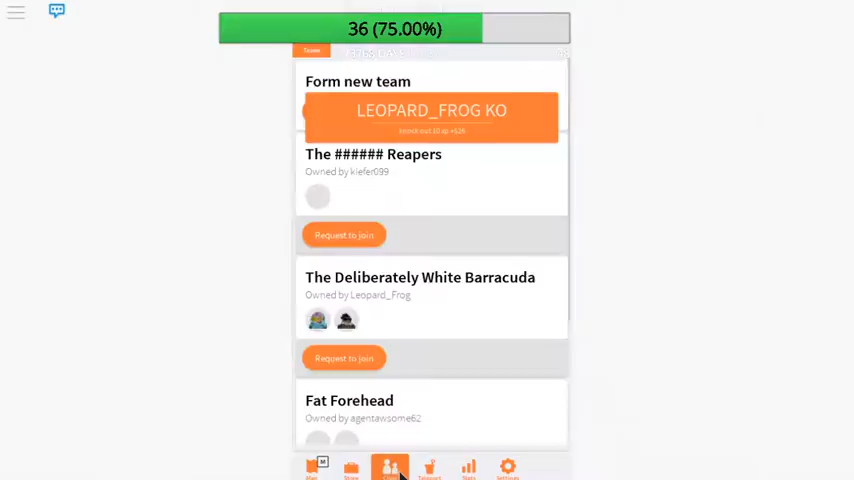 36 (75.00%)
Team
Form new team
LEOPARD_FROG KO
The ###### Reapers
Owned by kiefer099
Request to join
The Deliberately White Barracuda
Owned by Leopard_Frog
Request to join
Fat Forehead
Owned by agentawsome62
M
Map
Store
Teleport
Stats
Settings